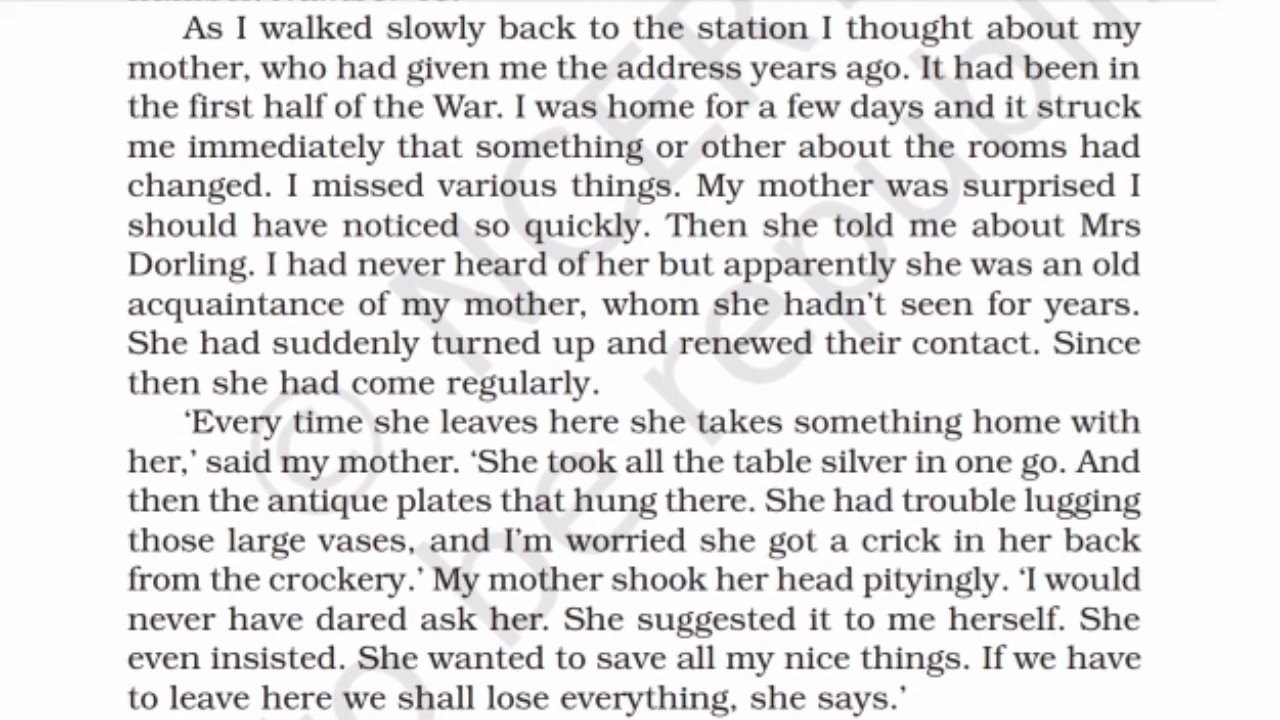 As I walked slowly back to the station I thought about my
mother, who had given me the address years ago. It had been in
the first half of the War. I was home for a few days and it struck
me immediately that something or other about the rooms had
changed. I missed various things. My mother was surprised I
should have noticed so quickly. Then she told me about Mrs
Dorling. I had never heard of her but apparently she was an old
acquaintance of my mother, whom she hadn’t seen for years.
She had suddenly turned up and renewed their contact. Since
then she had come regularly.
‘Every time she leaves here she takes something home with
her,’ said my mother. ‘She took all the table silver in one go. And
then the antique plates that hung there. She had trouble lugging
those large vases, and I’m worried she got a crick in her back
from the crockery.’ My mother shook her head pityingly. ‘I would
never have dared ask her. She suggested it to me herself. She
even insisted. She wanted to save all my nice things. If we have
to leave here we shall lose everything, she says.’
© NCERT
be republi